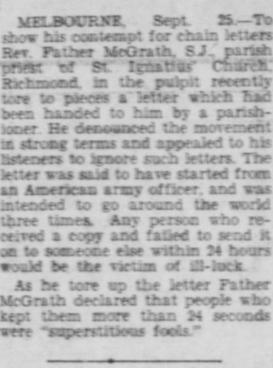 MELBOURNE, Sept. 25.—To
show his contempt for chain letters
Rev. Father McGrath, S.J., parish
priest of St. Ignatius' Church,
Richmond, in the pulpit recently
tore to pieces a letter which had
been handed to him by a parish-
ioner. He denounced the movement
in strong terms and appealed to his
listeners to ignore such letters. The
letter was said to have started from
an American army officer, and was
intended to go around the world
three times. Any person who re-
ceived a copy and failed to send it
on to someone else within 24 hours
would be the victim of ill-luck.
As he tore up the letter Father
McGrath declared that people who
kept them more than 24 seconds
were "superstitious fools."